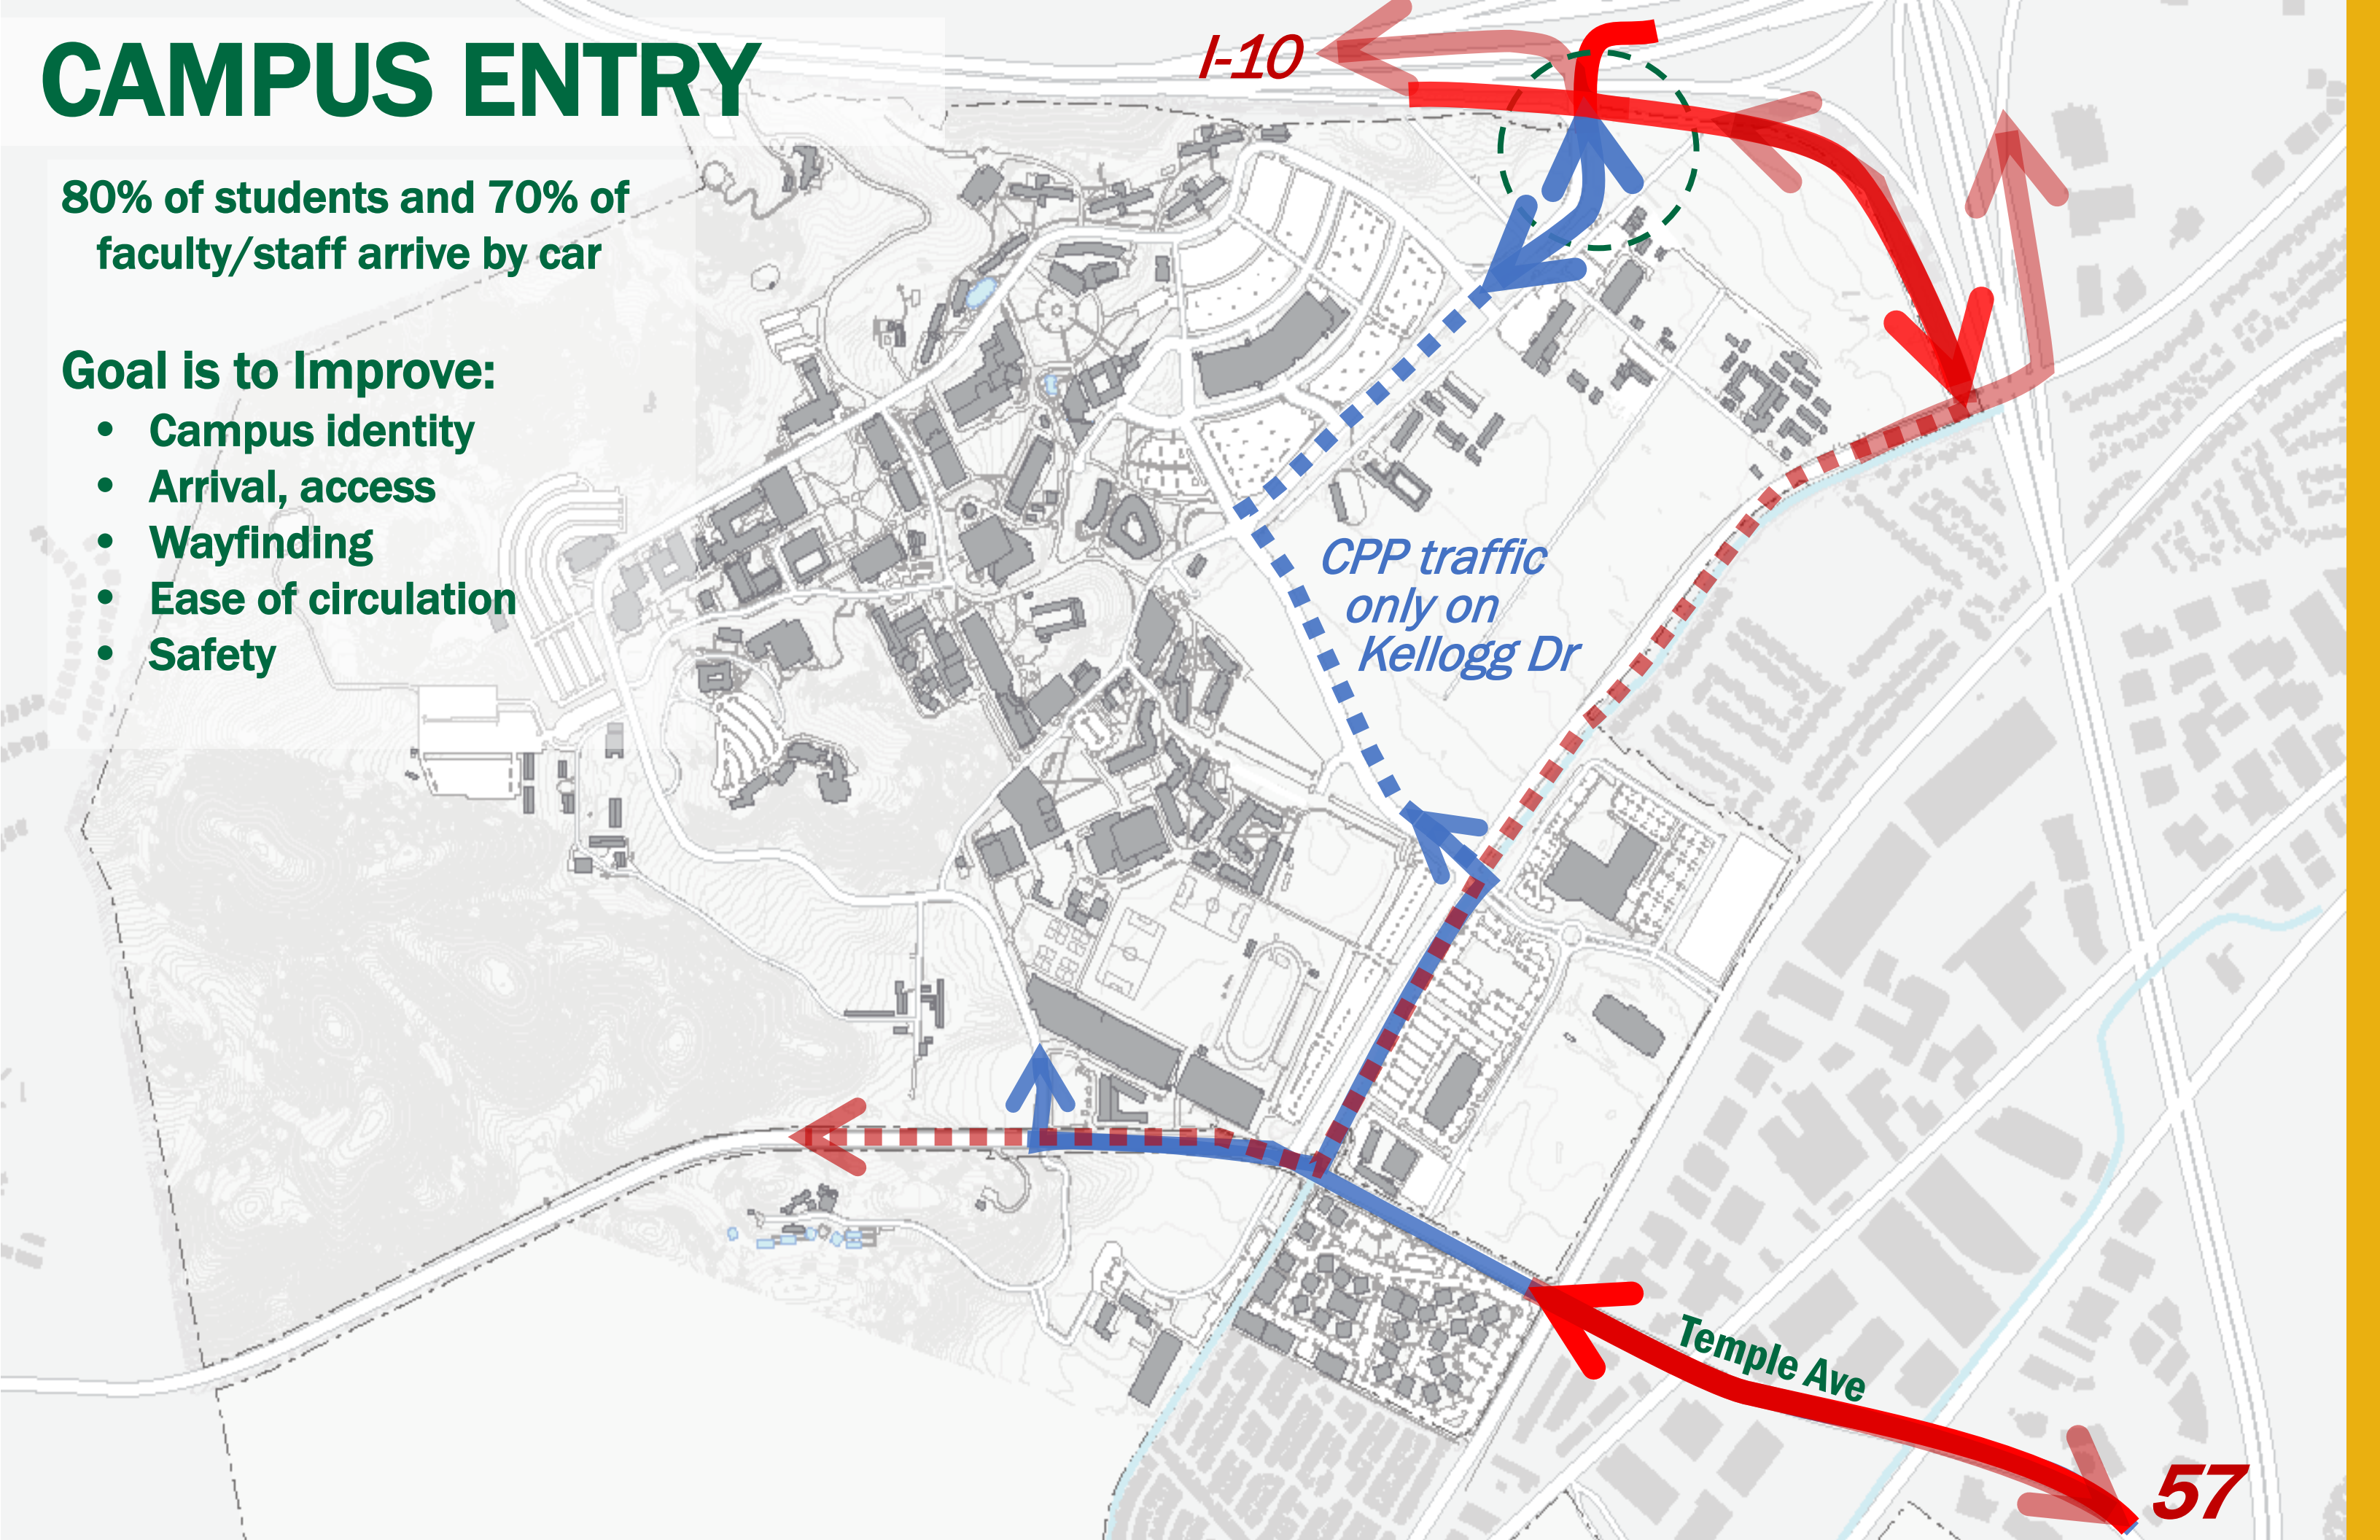 CAMPUS ENTRY
80% of students and 70% of
faculty/staff arrive by car
Goal is to Improve:
• Campus identity
• Arrival, access
• Wayfinding
• Ease of circulation
• Safety
I-10
CPP traffic
only on
Kellogg Dr
Temple Ave
57